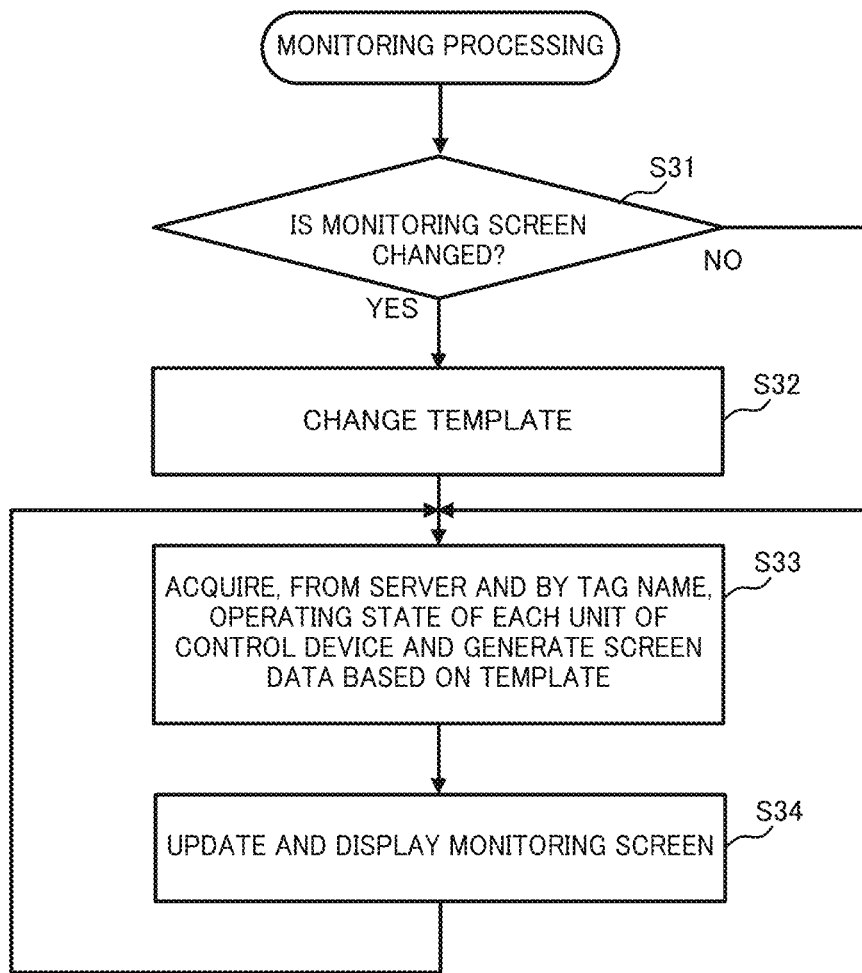 MONITORING PROCESSING
S31
IS MONITORING SCREEN
CHANGED?
NO
YES
S32
CHANGE TEMPLATE
S33
ACQUIRE, FROM SERVER AND BY TAG NAME,
OPERATING STATE OF EACH UNIT OF
CONTROL DEVICE AND GENERATE SCREEN
DATA BASED ON TEMPLATE
S34
UPDATE AND DISPLAY MONITORING SCREEN